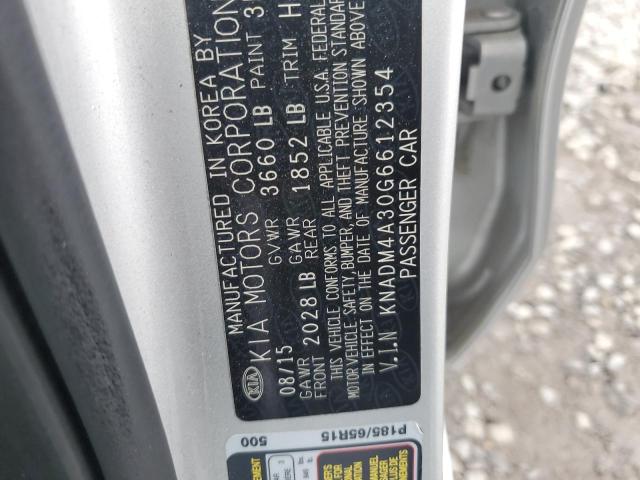 MANUFACTURED IN KOREA BY
KIA KIA MOTORS CORPORATION
08/15 GVWR 3660 LB PAINT
GAWR FRONT 2028 LB GAWR REAR 1852 LB TRIM
THIS VEHICLE CONFORMS TO ALL APPLICABLE U.S.A. FEDERAL
MOTOR VEHICLE SAFETY, BUMPER, AND THEFT PREVENTION STANDARD
EFFECT ON THE DATE OF MANUFACTURE SHOWN ABOVE
V.I.N KNADM4A30G6612354
PASSENGER CAR
P185/65R15
500